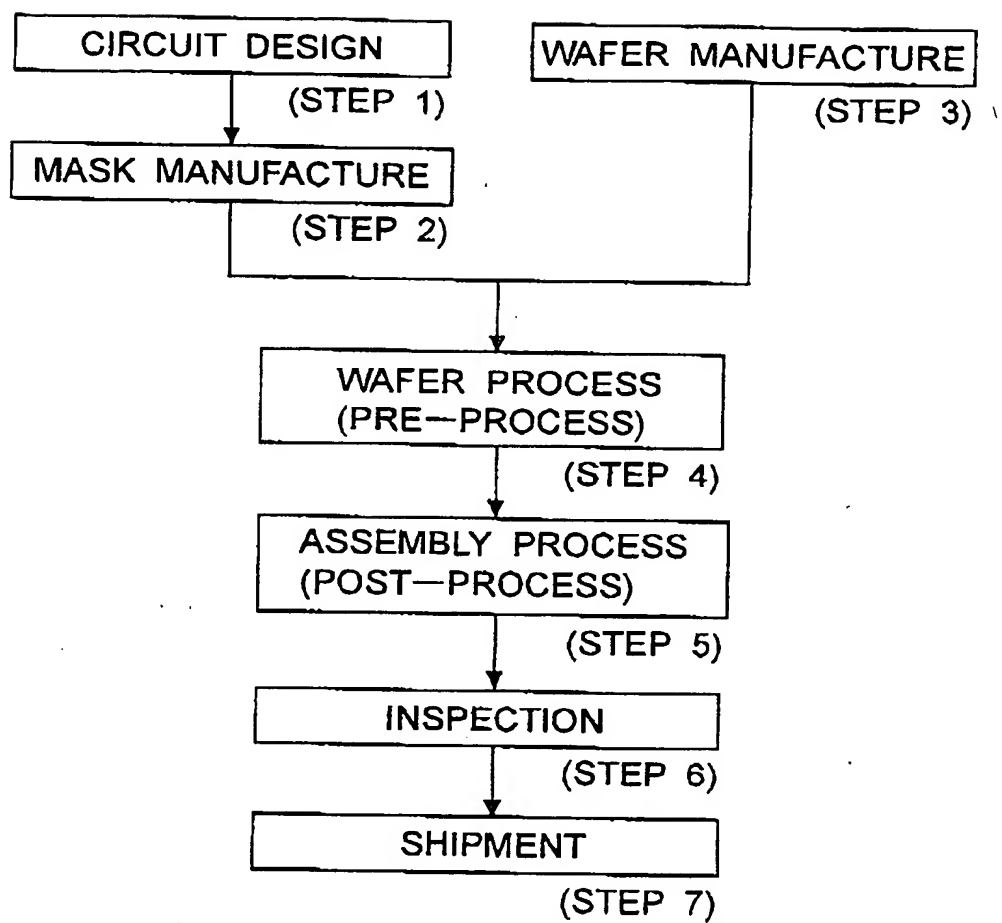 CIRCUIT DESIGN
(STEP 1)
MASK MANUFACTURE
(STEP 2)
WAFER MANUFACTURE
(STEP 3)
WAFER PROCESS
(PRE—PROCESS)
(STEP 4)
ASSEMBLY PROCESS
(POST—PROCESS)
(STEP 5)
INSPECTION
(STEP 6)
SHIPMENT
(STEP 7)